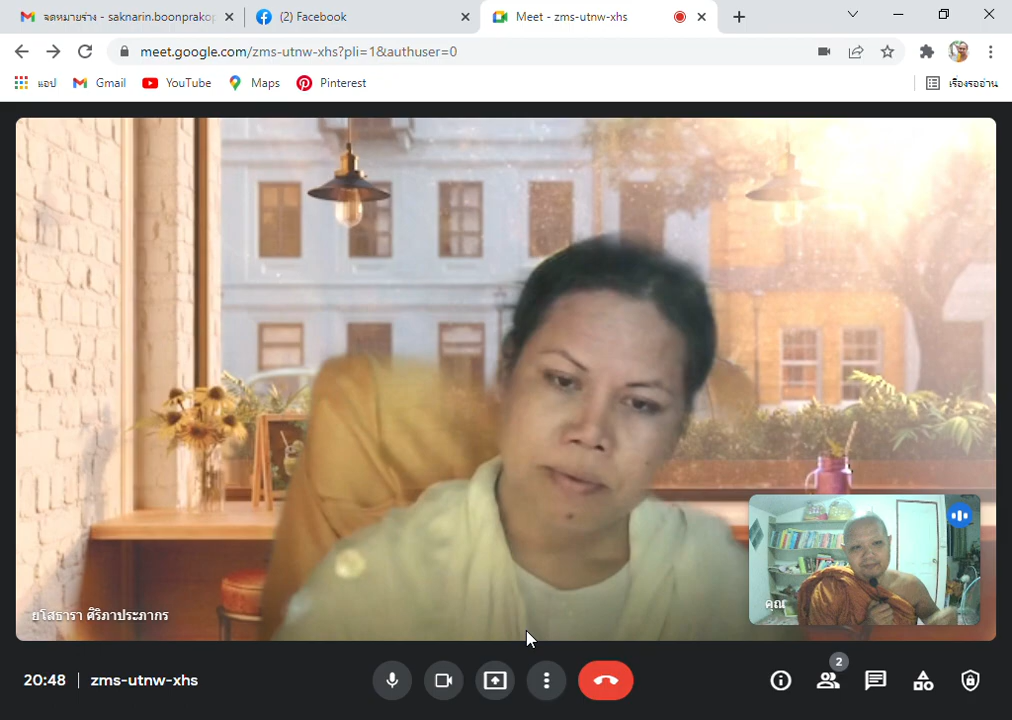 จดหมายร่าง - saknarin.boonprako
(2) Facebook
Meet - zms-utnw-xhs
meet.google.com/zms-utnw-xhs?pli=1&authuser=0
แอป
Gmail
YouTube
Maps
Pinterest
เรื่องรออ่าน
ยโสธารา ศิริภาประภากร
คุณ
20:48
zms-utnw-xhs
2